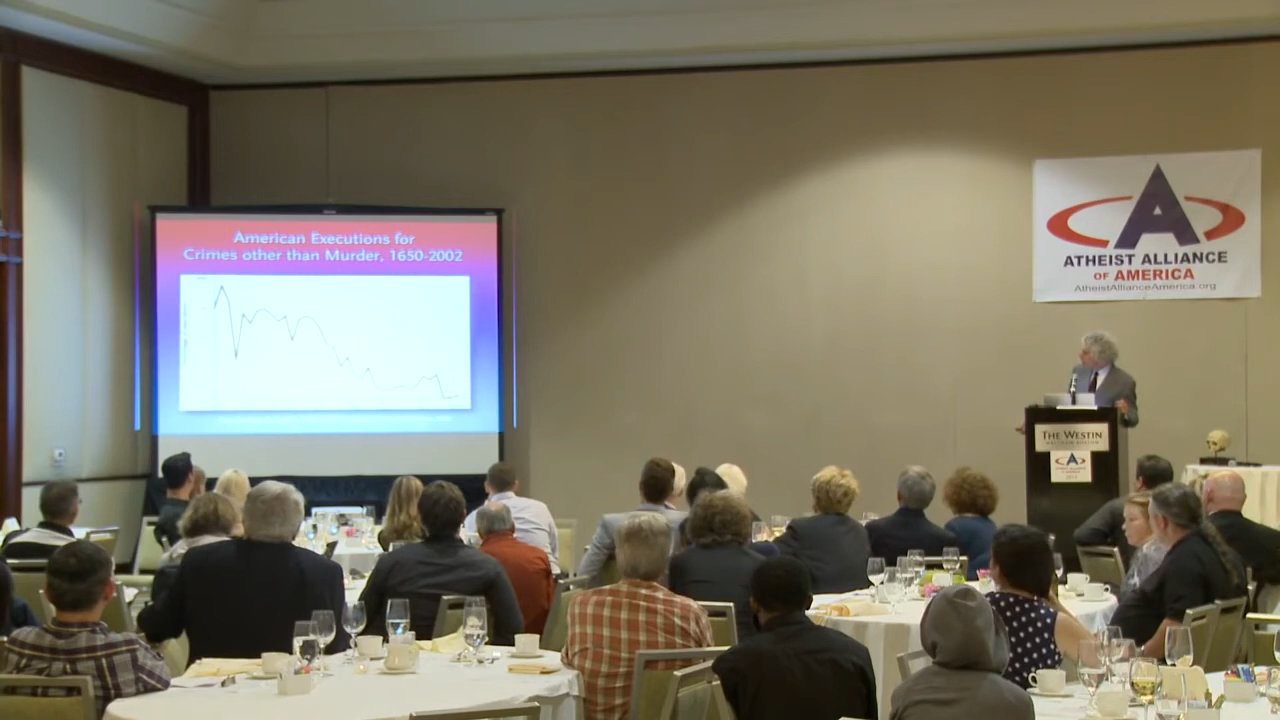 American Executions for
Crimes other than Murder, 1650-2002
A
ATHEIST ALLIANCE
OF AMERICA
AtheistAllianceAmerica.org
THE WESTIN
A